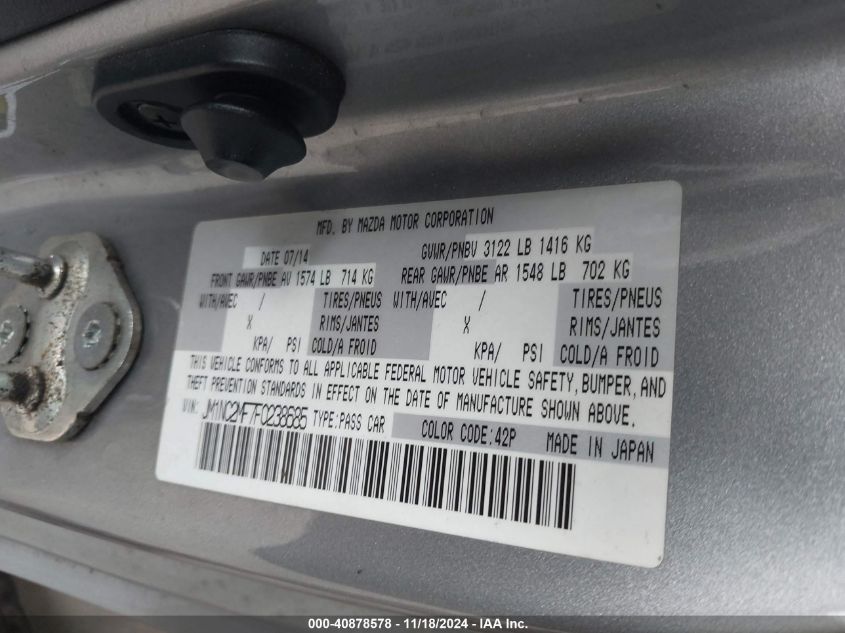 MFD. BY MAZDA MOTOR CORPORATION
DATE 07/14 GVWR/PNBV 3122 LB 1416 KG
FRONT GAWR/PNBE AV 1574 LB 714 KG REAR GAWR/PNBE AR 1548 LB 702 KG
WITH/AVEC / TIRES/PNEUS WITH/AVEC / TIRES/PNEUS
X RIMS/JANTES X RIMS/JANTES
KPA/ PSI COLD/A FROID KPA/ PSI COLD/A FROID
THIS VEHICLE CONFORMS TO ALL APPLICABLE FEDERAL MOTOR VEHICLE SAFETY, BUMPER, AND
THEFT PREVENTION STANDARDS IN EFFECT ON THE DATE OF MANUFACTURE SHOWN ABOVE.
VIN: JM1NC2MF7F0238685 TYPE:PASS CAR COLOR CODE:42P MADE IN JAPAN
000-40878578 - 11/18/2024 - IAA Inc.